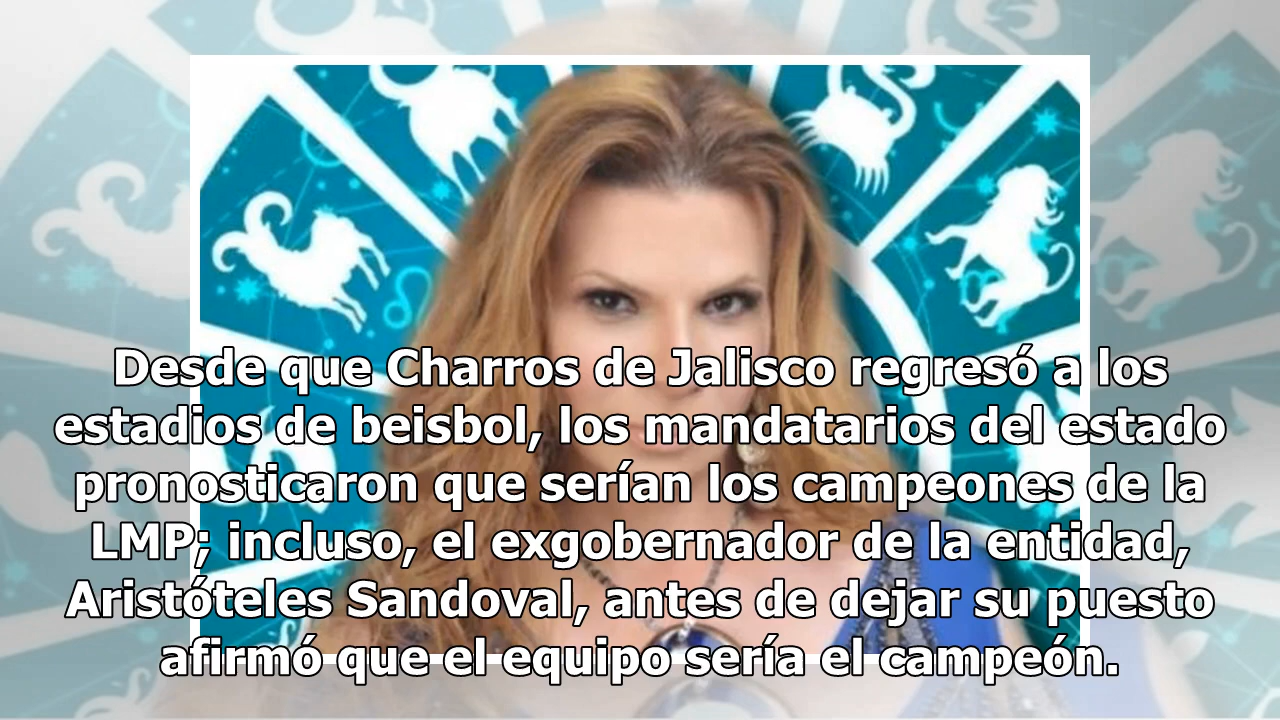 Desde que Charros de Jalisco regresó a los
estadios de beisbol, los mandatarios del estado
pronosticaron que serían los campeones de la
LMP; incluso, el exgobernador de la entidad,
Aristóteles Sandoval, antes de dejar su puesto
afirmó que el equipo sería el campeón.